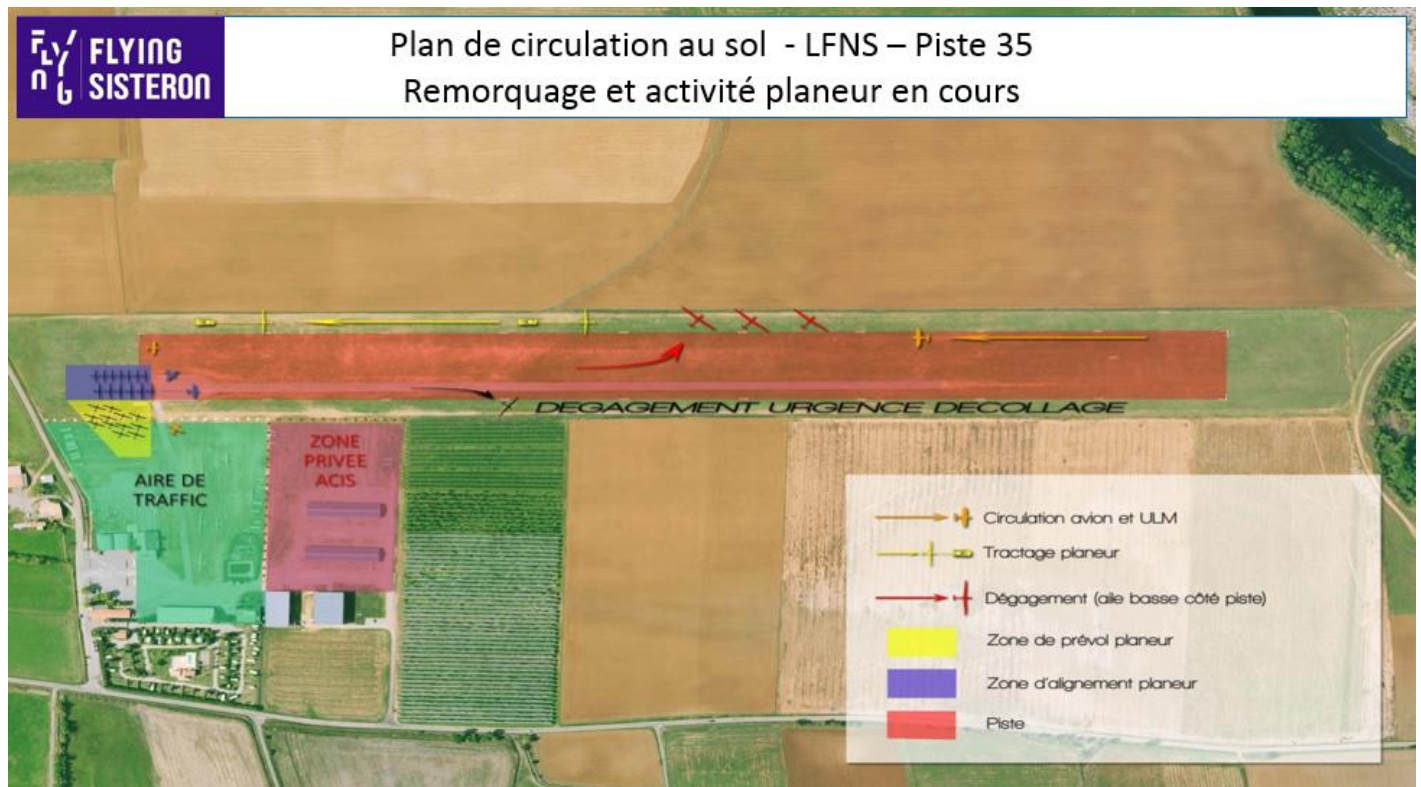 FLYING
FLYING
SISTERON
Plan de circulation au sol - LFNS – Piste 35
Remorquage et activité planeur en cours
DEGAGEMENT URGENCE DECOLLAGE
ZONE
PRIVEE
ACIS
AIRE DE
TRAFFIC
Circulation avion et ULM
Tractage planeur
Dégagement (aile basse côté piste)
Zone de prévol planeur
Zone d'alignement planeur
Piste